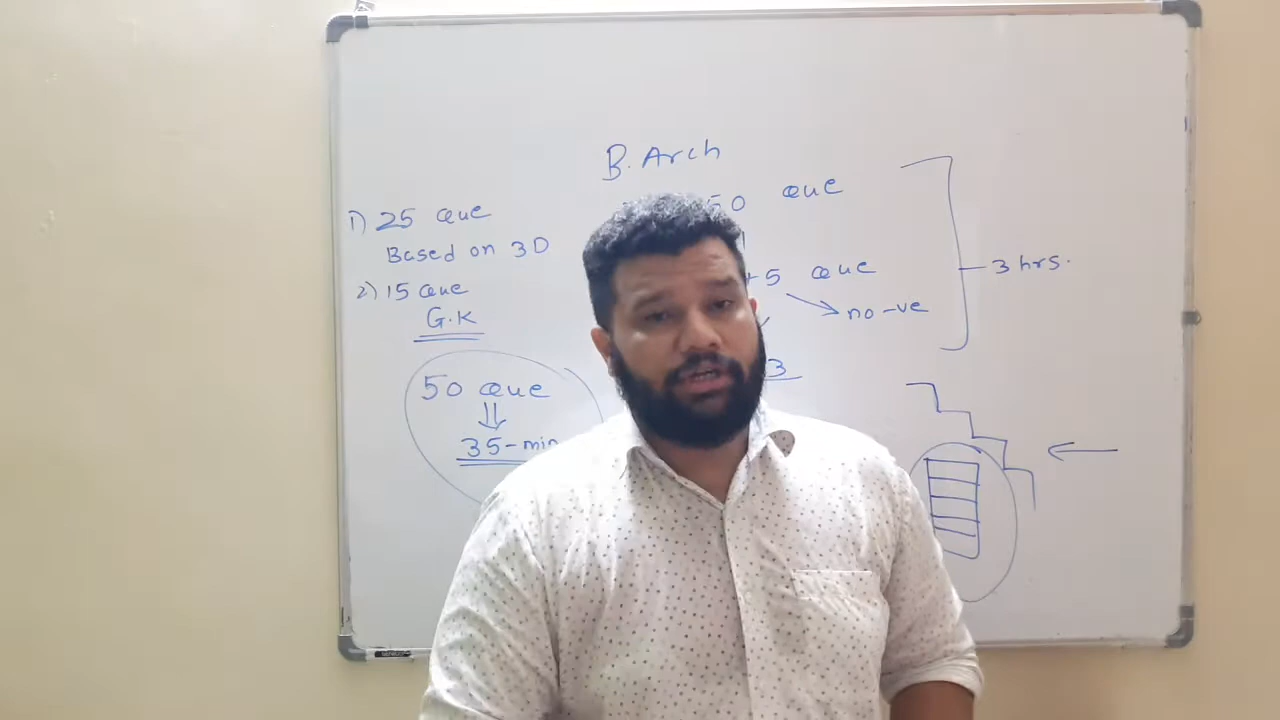 B. Arch
1) 25 que
Based on 3D
2) 15 que
G.K
50 que
35-min
50 que
+5 que
no -ve
3
3 hrs.